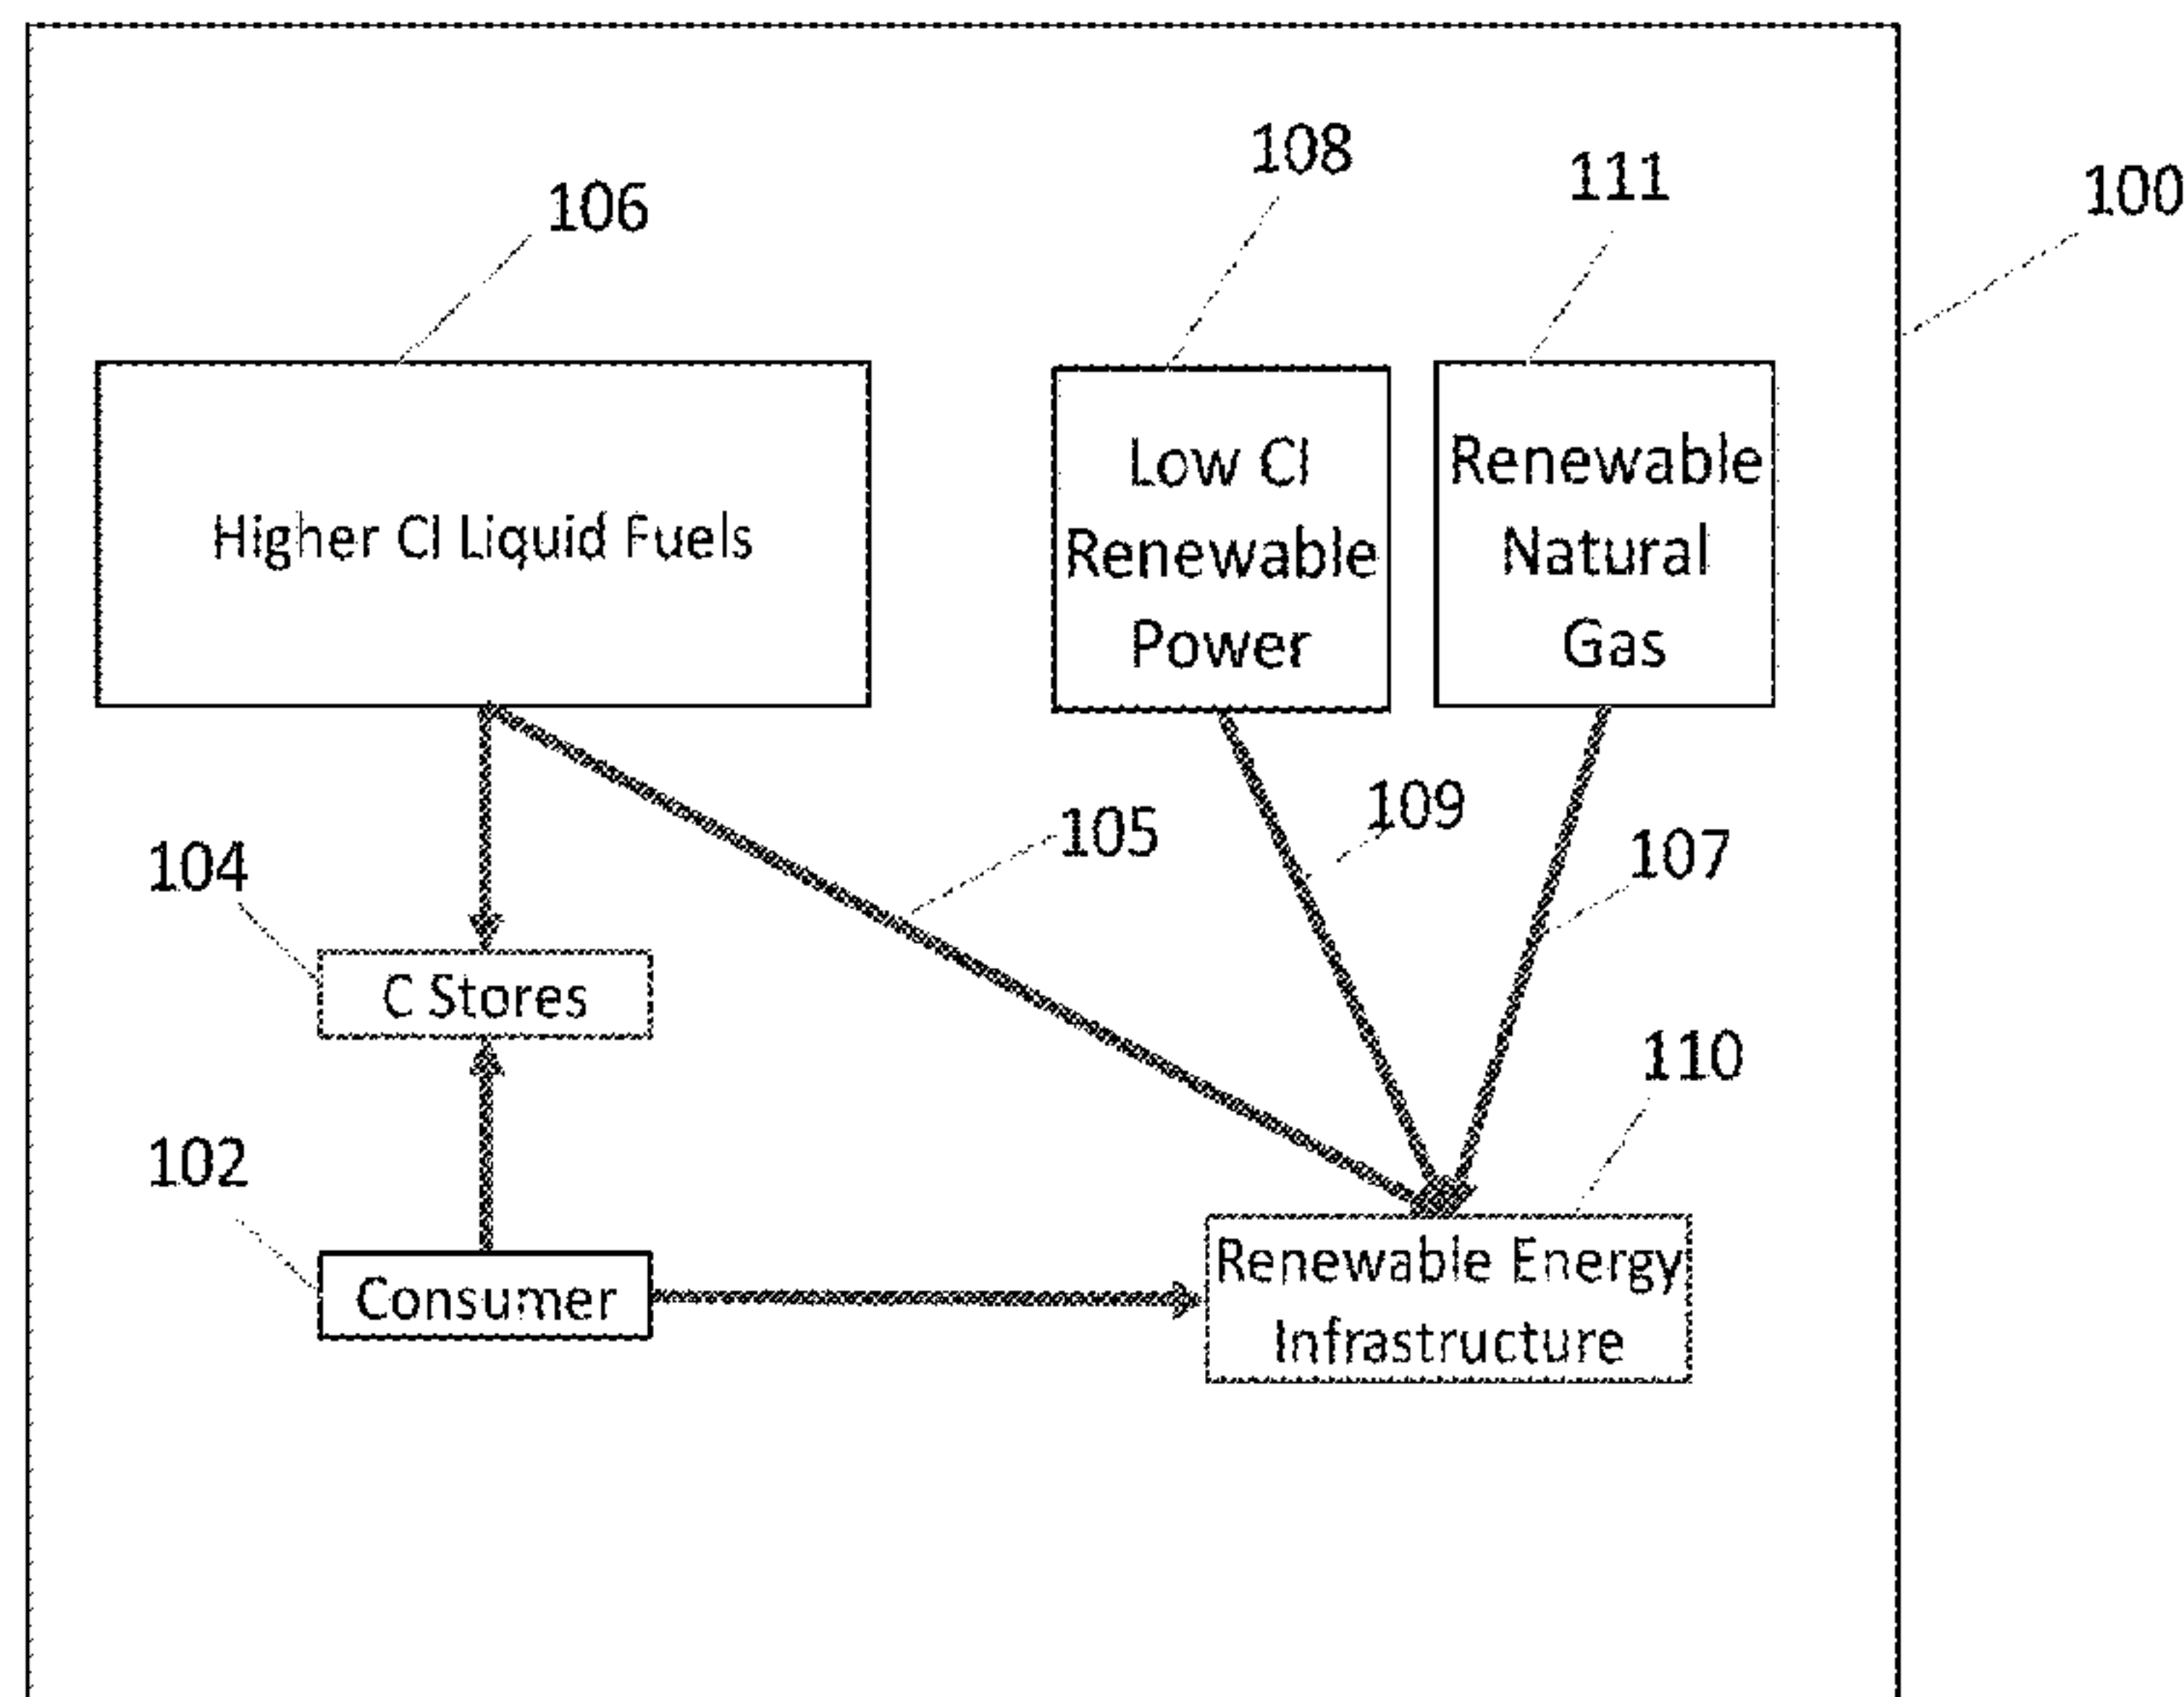 108
111
100
106
Higher CI Liquid Fuels
Low CI
Renewable
Power
Renewable
Natural
Gas
109
105
107
104
C Stores
110
102
Consumer
Renewable Energy
Infrastructure